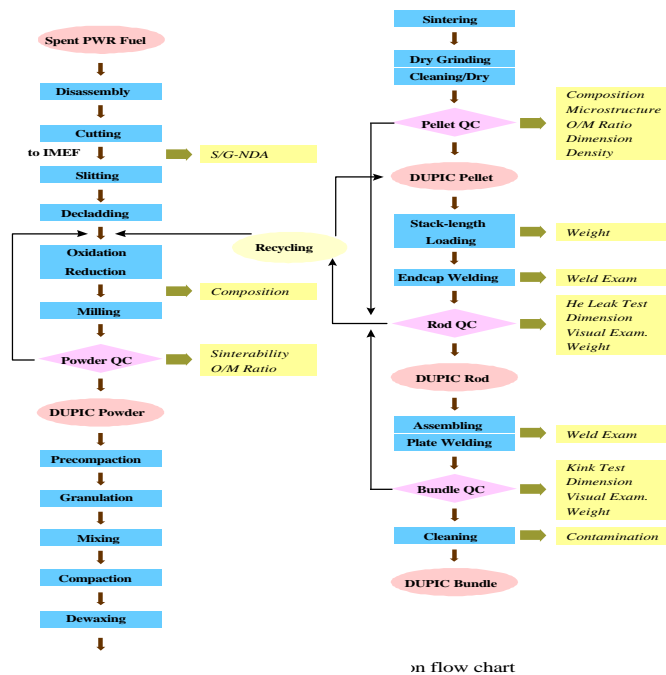 Spent PWR Fuel
Disassembly
Cutting
to IMEF
S/G-NDA
Slitting
Decladding
Oxidation
Reduction
Composition
Milling
Powder QC
Sinterability
O/M Ratio
DUPIC Powder
Precompaction
Granulation
Mixing
Compaction
Dewaxing
Recycling
Sintering
Dry Grinding
Cleaning/Dry
Pellet QC
Composition
Microstructure
O/M Ratio
Dimension
Density
DUPIC Pellet
Stack-length
Loading
Weight
Endcap Welding
Weld Exam
Rod QC
He Leak Test
Dimension
Visual Exam.
Weight
DUPIC Rod
Assembling
Plate Welding
Weld Exam
Bundle QC
Kink Test
Dimension
Visual Exam.
Weight
Cleaning
Contamination
DUPIC Bundle
on flow chart